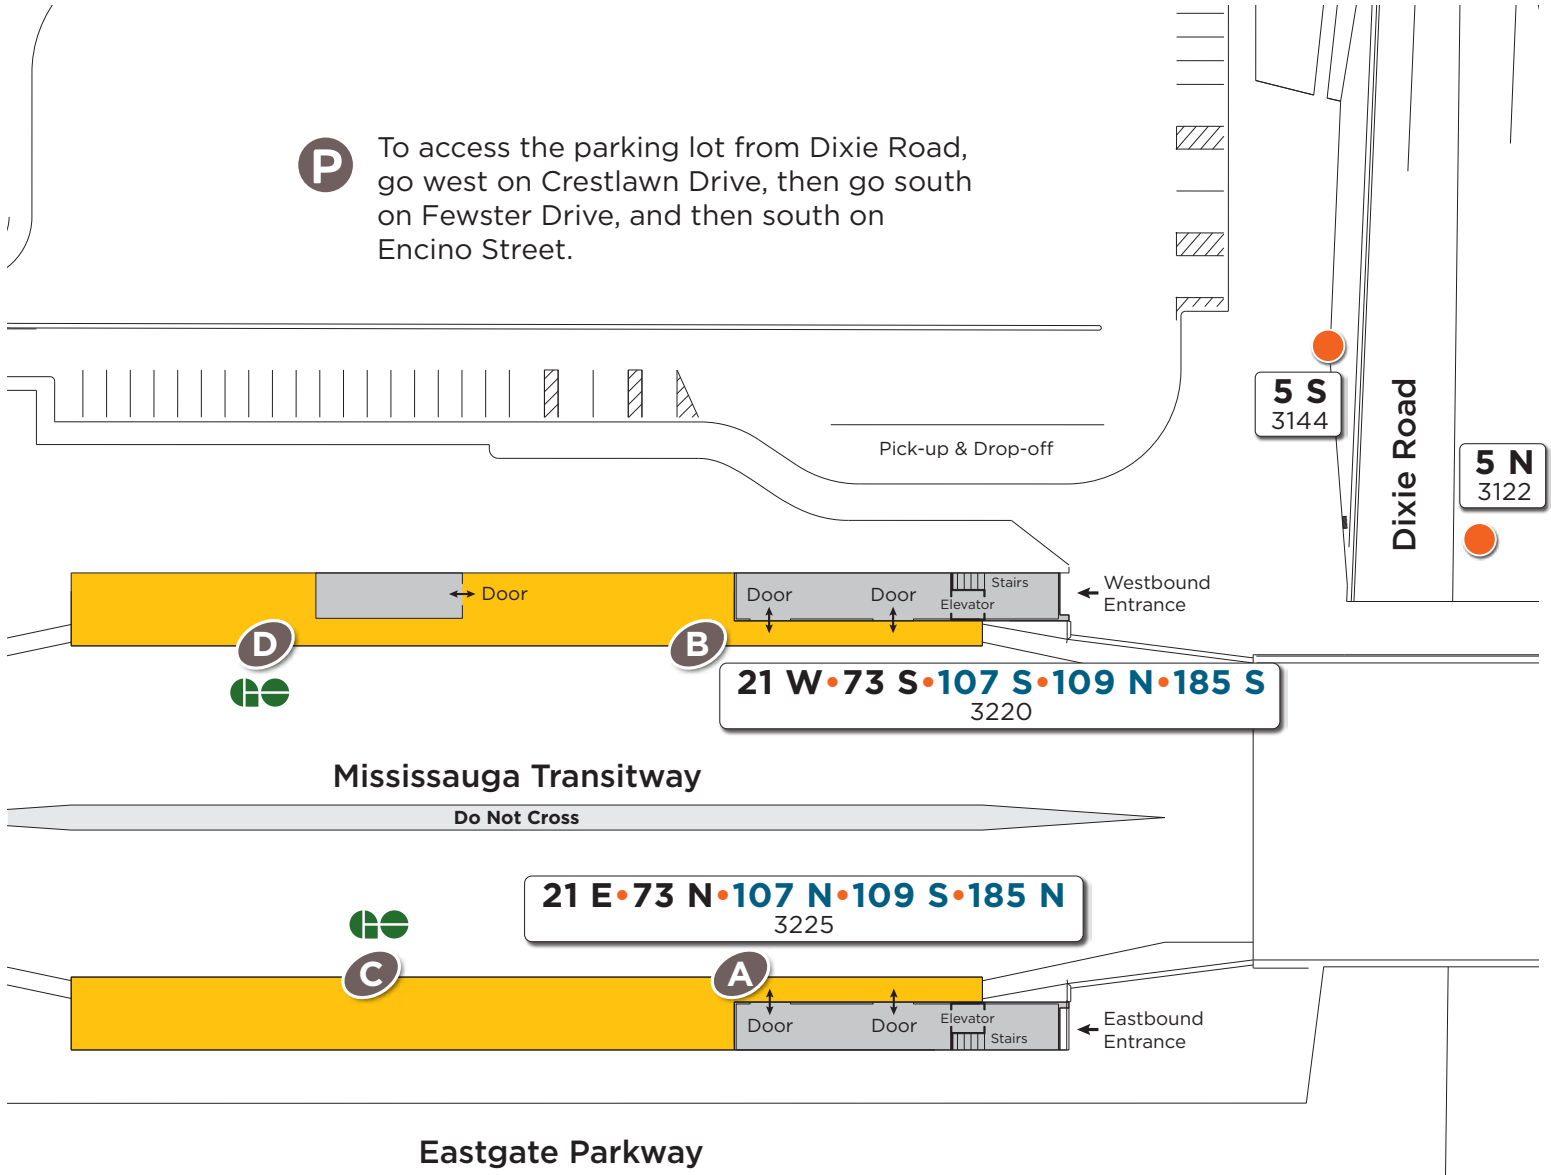 P
To access the parking lot from Dixie Road,
go west on Crestlawn Drive, then go south
on Fewster Drive, and then south on
Encino Street.
Pick-up & Drop-off
5 S
3144
Dixie Road
5 N
3122
Door
Door
Door
Stairs
Elevator
Westbound
Entrance
D
B
GO
21 W•73 S•107 S•109 N•185 S
3220
Mississauga Transitway
Do Not Cross
21 E•73 N•107 N•109 S•185 N
3225
GO
C
A
Door
Door
Elevator
Stairs
Eastbound
Entrance
Eastgate Parkway